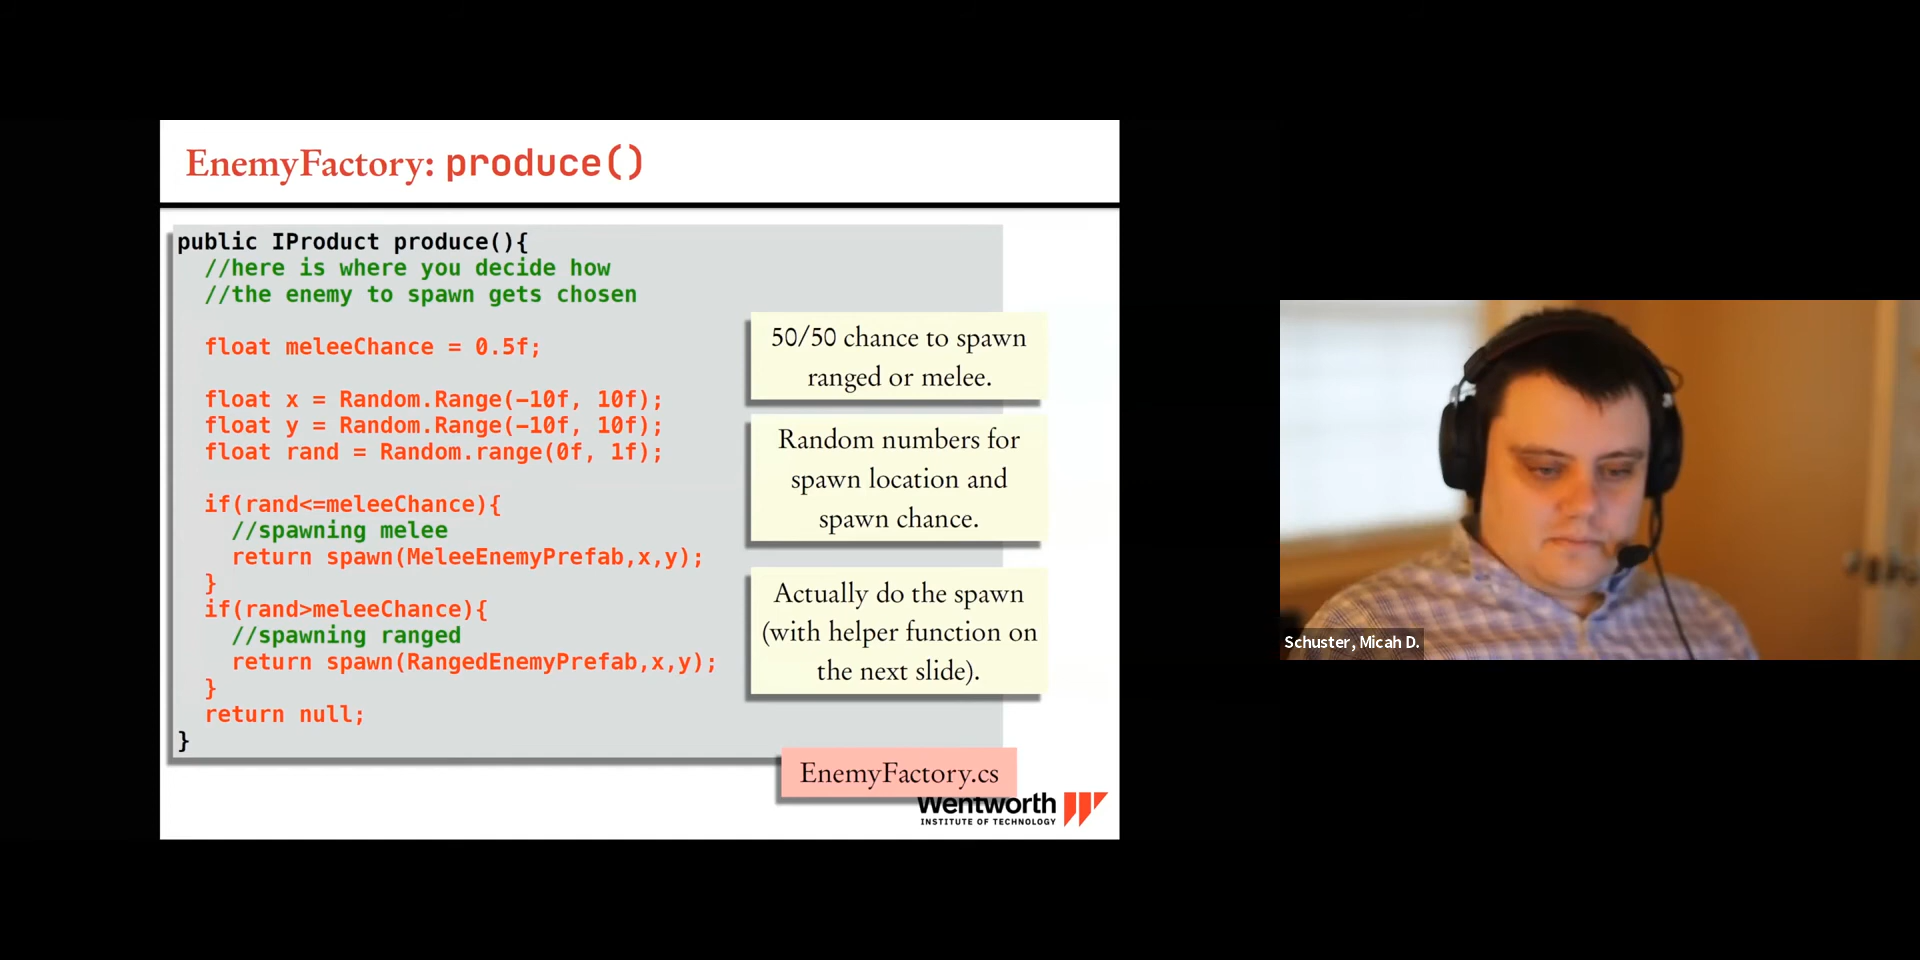 EnemyFactory: produce()
public IProduct produce(){
//here is where you decide how
//the enemy to spawn gets chosen
float meleeChance = 0.5f;
float x = Random.Range(-10f, 10f);
float y = Random.Range(-10f, 10f);
float rand = Random.range(0f, 1f);
if(rand<=meleeChance){
//spawning melee
return spawn(MeleeEnemyPrefab,x,y);
}
if(rand>meleeChance){
//spawning ranged
return spawn(RangedEnemyPrefab,x,y);
}
return null;
}
50/50 chance to spawn
ranged or melee.
Random numbers for
spawn location and
spawn chance.
Actually do the spawn
(with helper function on
the next slide).
EnemyFactory.cs
Wentworth
INSTITUTE OF TECHNOLOGY
Schuster, Micah D.